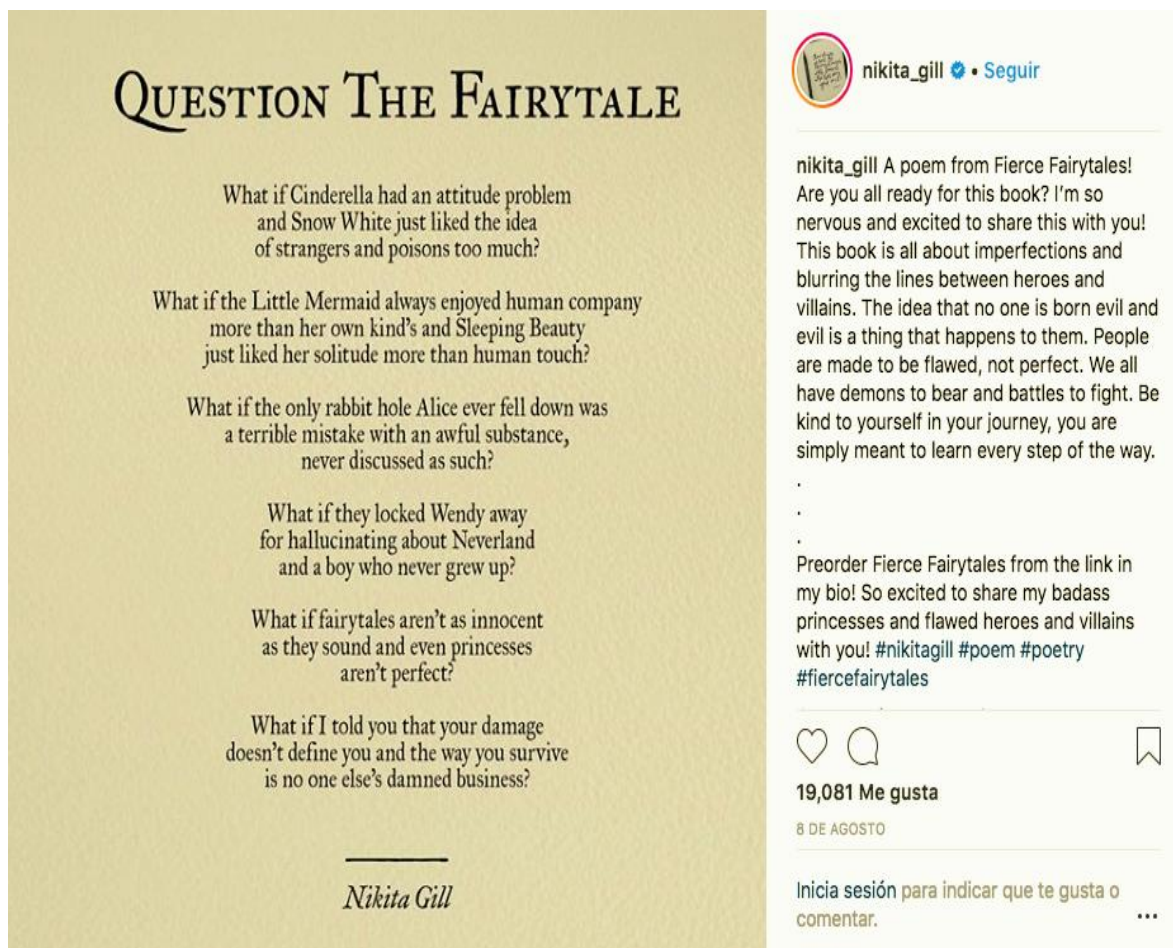 QUESTION THE FAIRYTALE
What if Cinderella had an attitude problem
and Snow White just liked the idea
of strangers and poisons too much?
What if the Little Mermaid always enjoyed human company
more than her own kind's and Sleeping Beauty
just liked her solitude more than human touch?
What if the only rabbit hole Alice ever fell down was
a terrible mistake with an awful substance,
never discussed as such?
What if they locked Wendy away
for hallucinating about Neverland
and a boy who never grew up?
What if fairytales aren't as innocent
as they sound and even princesses
aren't perfect?
What if I told you that your damage
doesn't define you and the way you survive
is no one else's damned business?
Nikita Gill
nikita_gill • Seguir
nikita_gill A poem from Fierce Fairytales!
Are you all ready for this book? I'm so
nervous and excited to share this with you!
This book is all about imperfections and
blurring the lines between heroes and
villains. The idea that no one is born evil and
evil is a thing that happens to them. People
are made to be flawed, not perfect. We all
have demons to bear and battles to fight. Be
kind to yourself in your journey, you are
simply meant to learn every step of the way.
.
.
.
Preorder Fierce Fairytales from the link in
my bio! So excited to share my badass
princesses and flawed heroes and villains
with you! #nikitagill #poem #poetry
#fiercefairytales
19,081 Me gusta
8 DE AGOSTO
Inicia sesión para indicar que te gusta o
comentar.